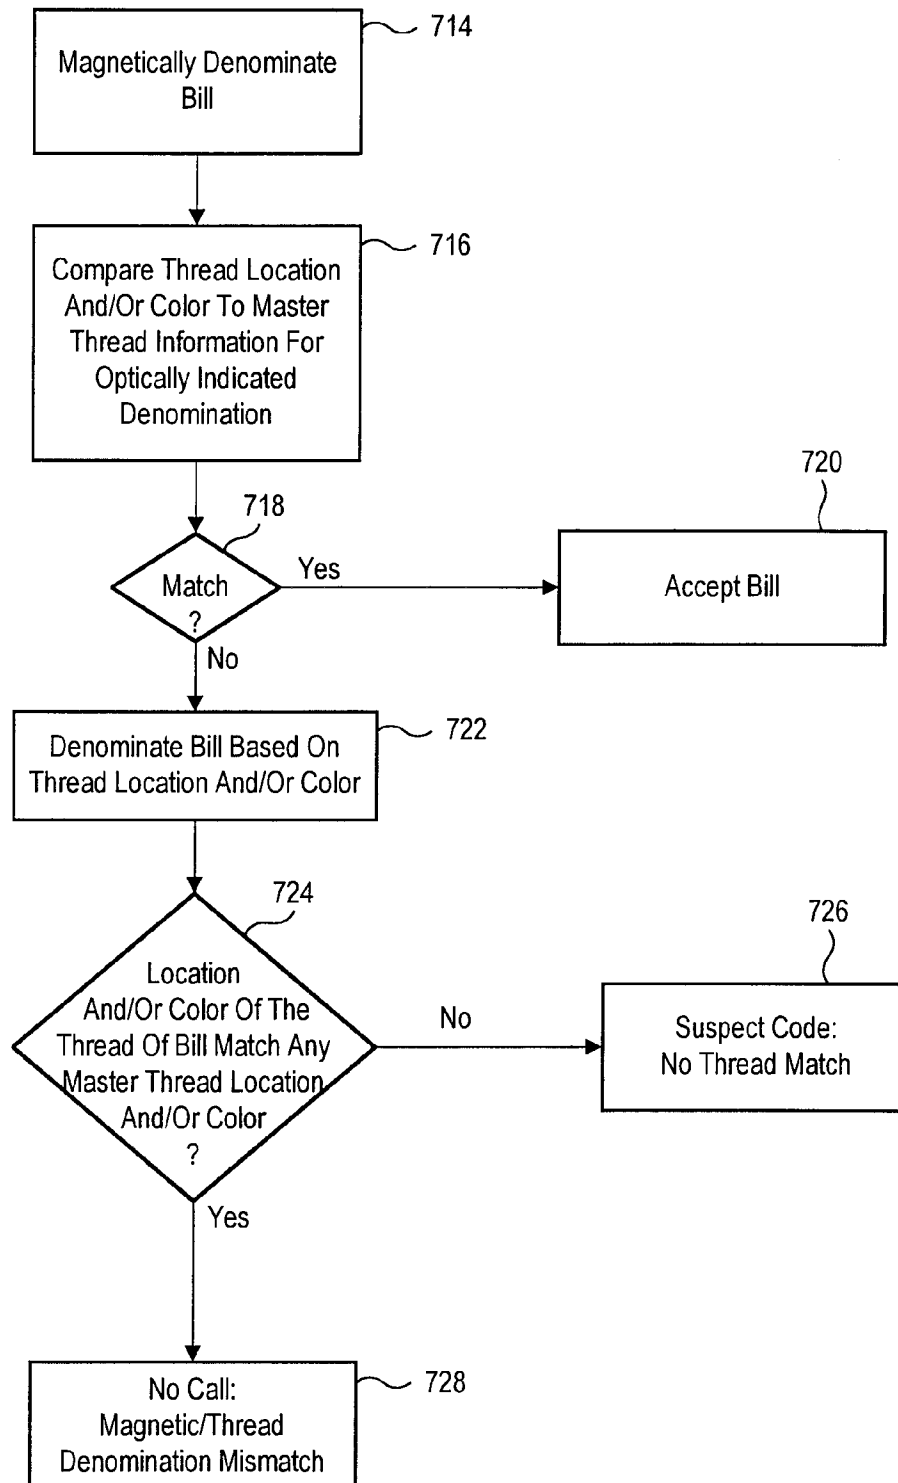 714
Magnetically Denominate
Bill
716
Compare Thread Location
And/Or Color To Master
Thread Information For
Optically Indicated
Denomination
718
Match
?
Yes
720
Accept Bill
No
722
Denominate Bill Based On
Thread Location And/Or Color
724
Location
And/Or Color Of The
Thread Of Bill Match Any
Master Thread Location
And/Or Color
?
No
726
Suspect Code:
No Thread Match
Yes
728
No Call:
Magnetic/Thread
Denomination Mismatch